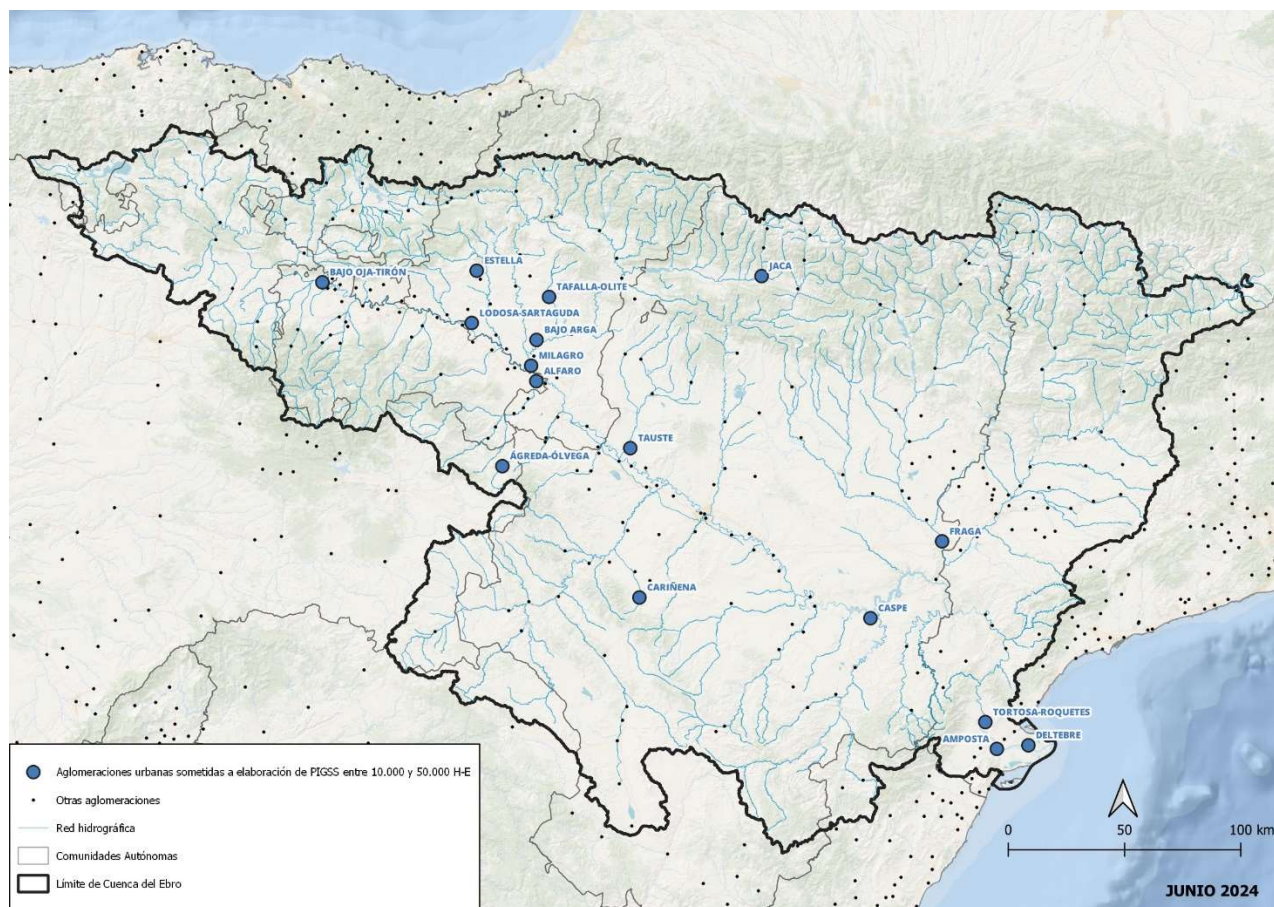 JACA
ESTELLA
BAJO OJA-TIRÓN
TAFALLA-OLITE
LODOSA-SARTAGUDA
BAJO ARGA
MILAGRO
ALFARO
TAUSTE
ÁGREDA-ÓLVEGA
FRAGA
CARIÑENA
CASPE
TORTOSA-ROQUETES
AMPOSTA
DELTEBRE
Aglomeraciones urbanas sometidas a elaboración de PIGSS entre 10.000 y 50.000 H-E
Otras aglomeraciones
Red hidrográfica
Comunidades Autónomas
Límite de Cuenca del Ebro
0 50 100 km
JUNIO 2024